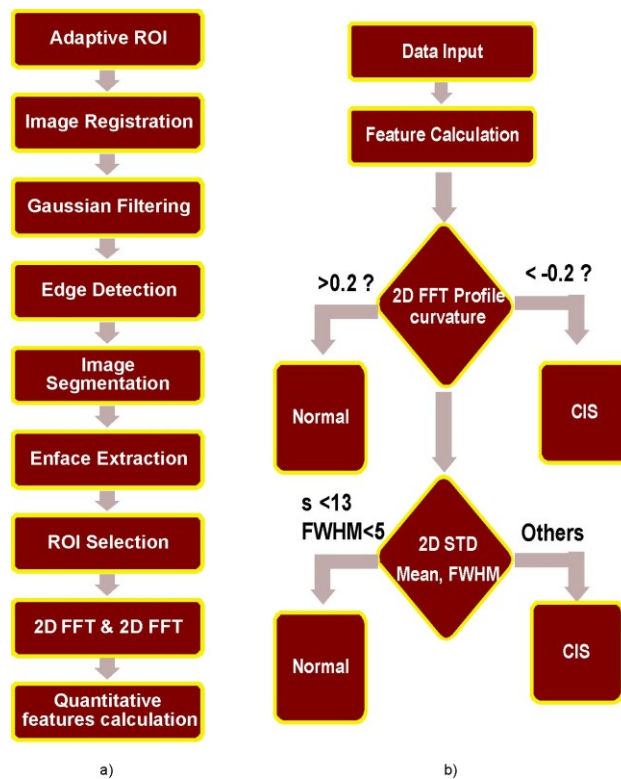 Adaptive ROI
Image Registration
Gaussian Filtering
Edge Detection
Image
Segmentation
Enface Extraction
ROI Selection
2D FFT & 2D FFT
Quantitative
features calculation
a)
Data Input
Feature Calculation
>0.2 ?
< -0.2 ?
2D FFT Profile
curvature
Normal
CIS
s <13
FWHM<5
Others
2D STD
Mean, FWHM
Normal
CIS
b)